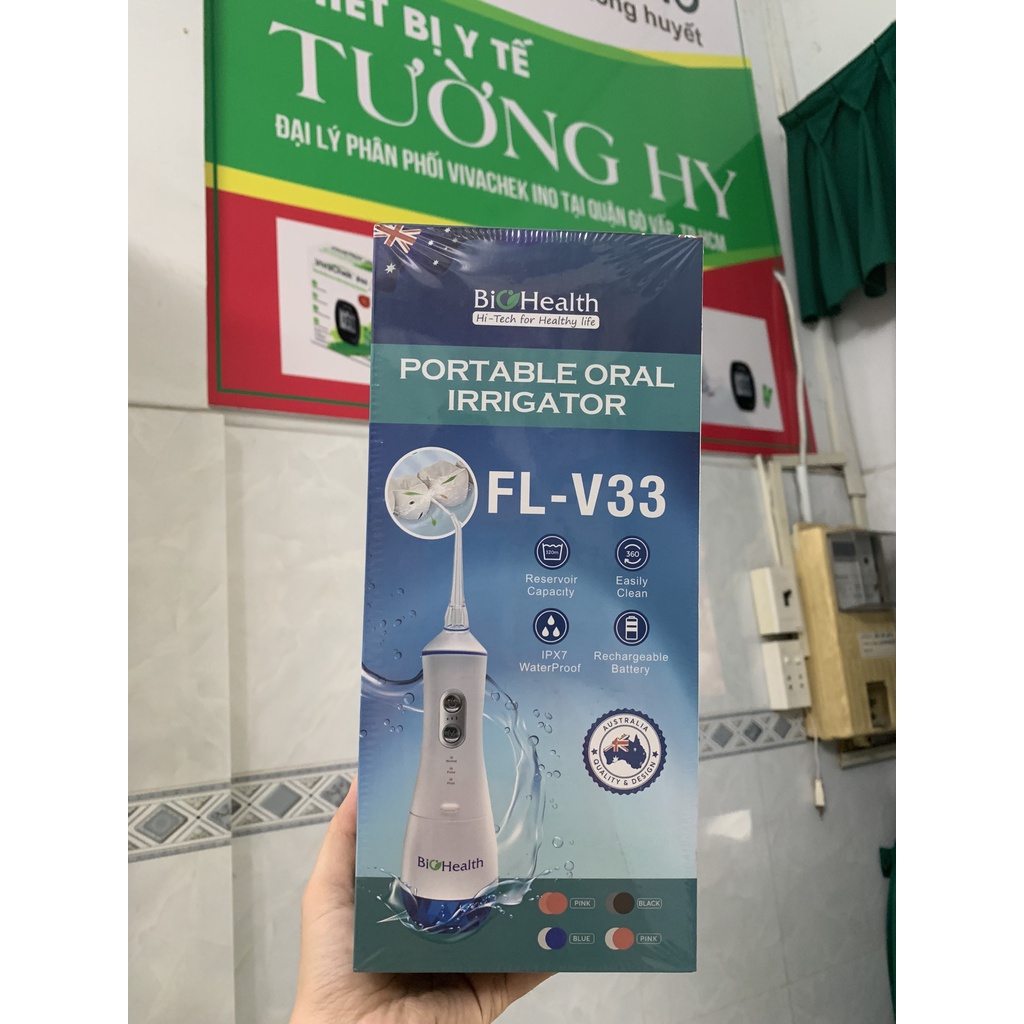 THIẾT BỊ Y TẾ
TƯỜNG HY
ĐẠI LÝ PHÂN PHỐI VIVACHEK INO TẠI QUẬN GÒ VẤP, TP.HCM
huyết
BioHealth
Hi-Tech for Healthy life
PORTABLE ORAL
IRRIGATOR
FL-V33
360
Reservoir
Capacity
Easily
Clean
IPX7
WaterProof
Rechargeable
Battery
AUSTRALIA
QUALITY & DESIGN
BioHealth
PINK
BLACK
BLUE
PINK